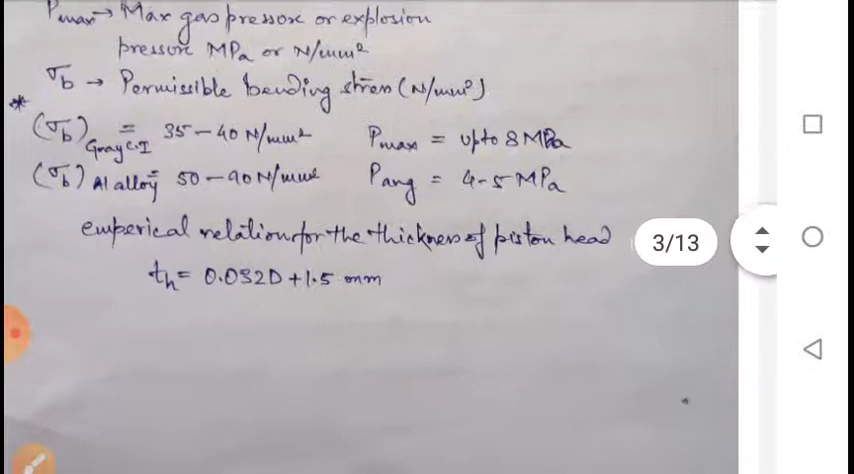 Pmax → Max gas pressor or explosion
pressor MPa or N/mm²
σb → Permissible bending stress (N/mm²)
* (σb) Gray C.I = 35 – 40 N/mm² Pmax = upto 8 MPa
(σb) Al alloy = 50 – 90 N/mm² Pavg = 4 – 5 MPa
emperical relation for the thickness of piston head
th = 0.032D + 1.5 mm
3/13